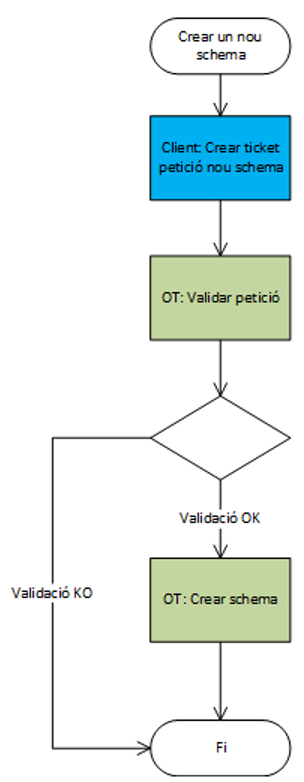 Crear un nou
schema
Client: Crear ticket
petició nou schema
OT: Validar petició
Validació OK
Validació KO
OT: Crear schema
Fi